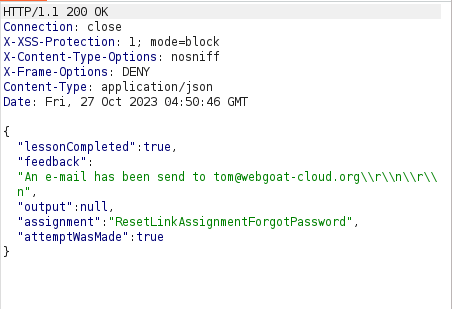 HTTP/1.1 200 OK
Connection: close
X-XSS-Protection: 1; mode=block
X-Content-Type-Options: nosniff
X-Frame-Options: DENY
Content-Type: application/json
Date: Fri, 27 Oct 2023 04:50:46 GMT

{
  "lessonCompleted":true,
  "feedback":
  "An e-mail has been send to tom@webgoat-cloud.org\\r\\n\\r\\
  n",
  "output":null,
  "assignment":"ResetLinkAssignmentForgotPassword",
  "attemptWasMade":true
}